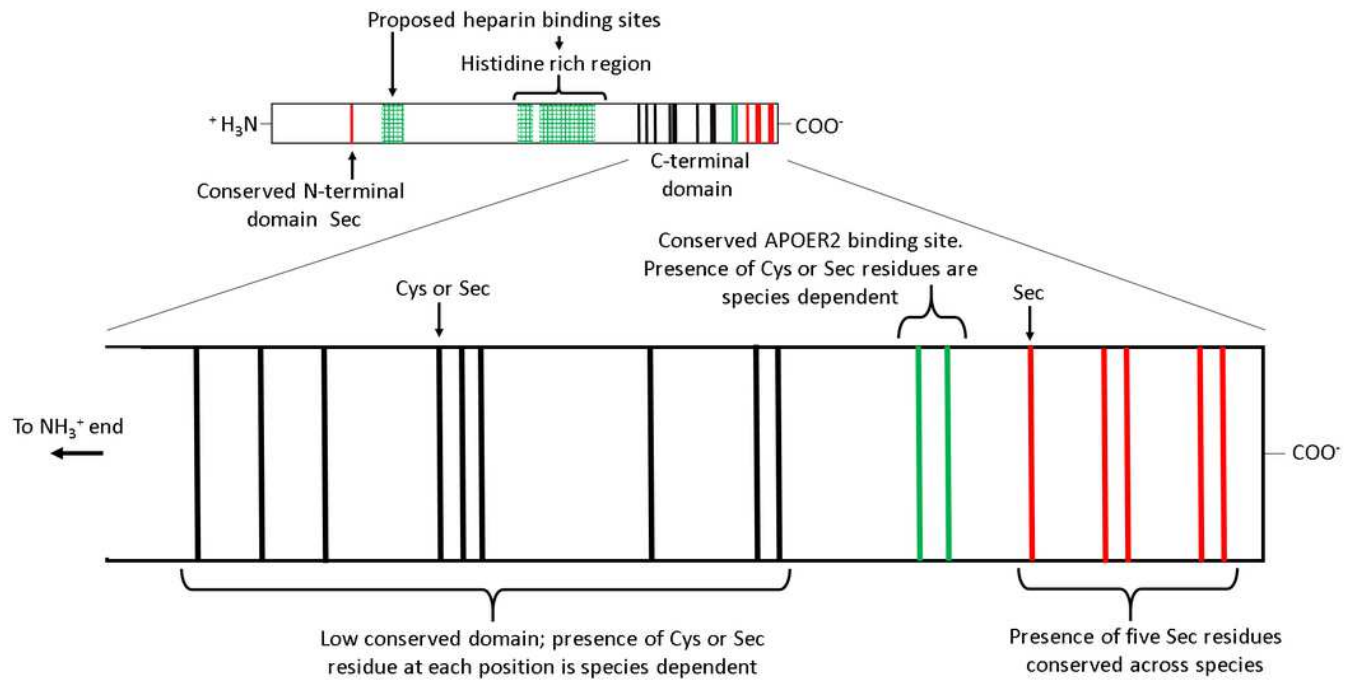 Proposed heparin binding sites
Histidine rich region
⁺H₃N
COO⁻
Conserved N-terminal
domain Sec
C-terminal
domain
Conserved APOER2 binding site.
Presence of Cys or Sec residues are
species dependent
Cys or Sec
Sec
To NH₃⁺ end
COO⁻
Low conserved domain; presence of Cys or Sec
residue at each position is species dependent
Presence of five Sec residues
conserved across species